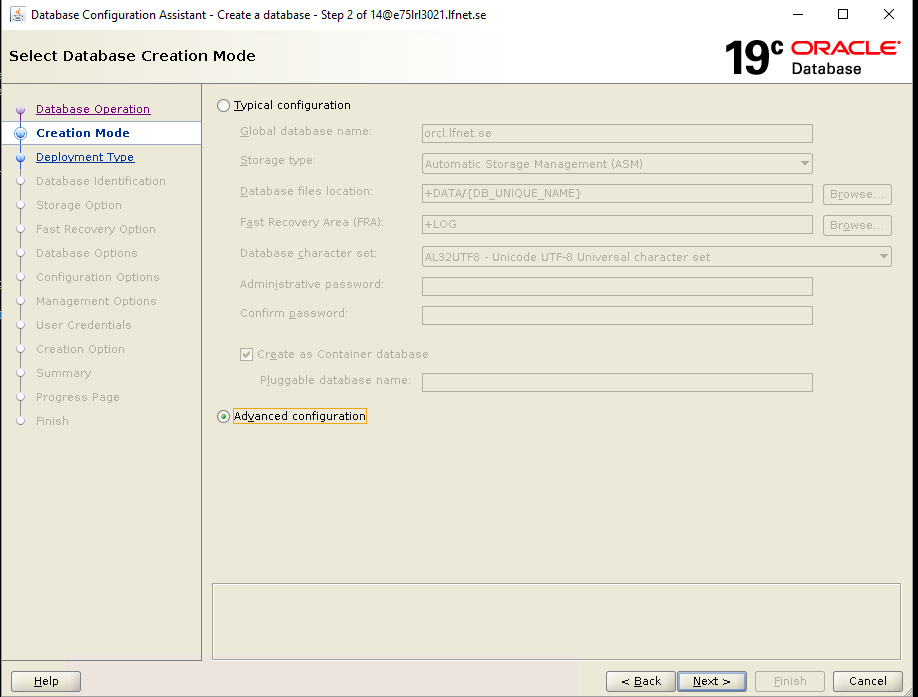 Database Configuration Assistant - Create a database - Step 2 of 14@e75lrl3021.lfnet.se
Select Database Creation Mode
19c ORACLE
Database
Database Operation
Creation Mode
Deployment Type
Database Identification
Storage Option
Fast Recovery Option
Database Options
Configuration Options
Management Options
User Credentials
Creation Option
Summary
Progress Page
Finish
Typical configuration
Global database name: orcl.lfnet.se
Storage type: Automatic Storage Management (ASM)
Database files location: +DATA/{DB_UNIQUE_NAME} Browse...
Fast Recovery Area (FRA): +LOG Browse...
Database character set: AL32UTF8 - Unicode UTF-8 Universal character set
Administrative password:
Confirm password:
Create as Container database
Pluggable database name:
Advanced configuration
Help < Back Next > Finish Cancel